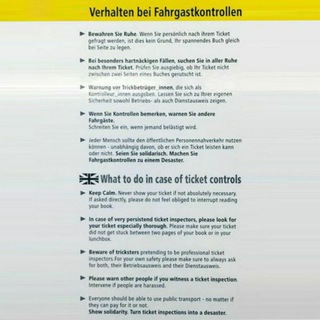 Verhalten bei Fahrgastkontrollen
► Bewahren Sie Ruhe. Wenn Sie persönlich nach ihrem Ticket
gefragt werden, ist dies kein Grund, Ihr spannendes Buch gleich
bei Seite zu legen.
► Bei besonders hartnäckigen Fällen, suchen Sie in aller Ruhe
nach Ihrem Ticket. Prüfen Sie ausgiebig, ob Ihr Ticket nicht
zwischen zwei Seiten eines Buches gerutscht ist.
► Warnung vor Trickbetrüger_innen, die sich als
Kontrolleur_innen ausgeben. Lassen Sie sich zu Ihrer eigenen
Sicherheit sowohl Betriebs- als auch Dienstausweis zeigen.
► Wenn Sie Kontrollen bemerken, warnen Sie andere
Fahrgäste.
Schreiten Sie ein, wenn jemand belästigt wird.
► Jeder Mensch sollte den öffentlichen Personennahverkehr nutzen
können - unabhängig davon, ob er sich ein Ticket leisten kann
oder nicht. Seien Sie solidarisch. Machen Sie
Fahrgastkontrollen zu einem Desaster.
What to do in case of ticket controls
► Keep Calm. Never show your ticket if not absolutely necessary.
If asked directly, please do not feel obliged to interrupt reading
your book.
► In case of very persistend ticket inspectors, please look for
your ticket especially thorough. Please make sure your ticket
did not get stuck between two pages of your book or in your
lunchbox.
► Beware of tricksters pretending to be professional ticket
inspectors.For your own safety please make sure to always ask
for both, their Betriebsausweis and their Dienstausweis.
► Please warn other people if you witness a ticket inspection.
Intervene if people are harassed.
► Everyone should be able to use public transport - no matter if
they can pay for it or not.
Show solidarity. Turn ticket inspections into a desaster.